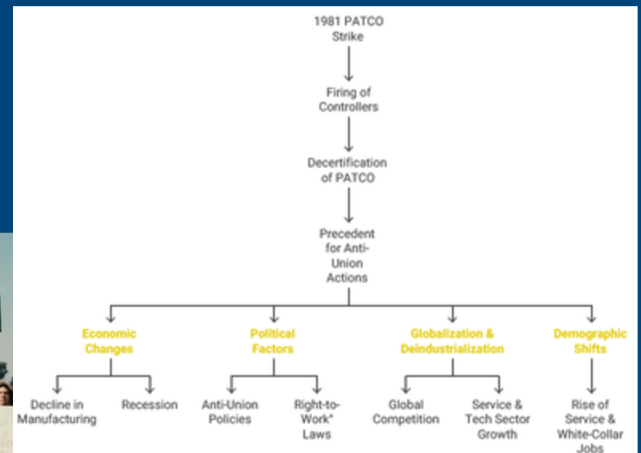 1981 PATCO
Strike
Firing of
Controllers
Decertification
of PATCO
Precedent
for Anti-
Union
Actions
Economic
Changes
Political
Factors
Globalization &
Deindustrialization
Demographic
Shifts
Decline in
Manufacturing
Recession
Anti-Union
Policies
Right-to-
Work"
Laws
Global
Competition
Service &
Tech Sector
Growth
Rise of
Service &
White-Collar
Jobs